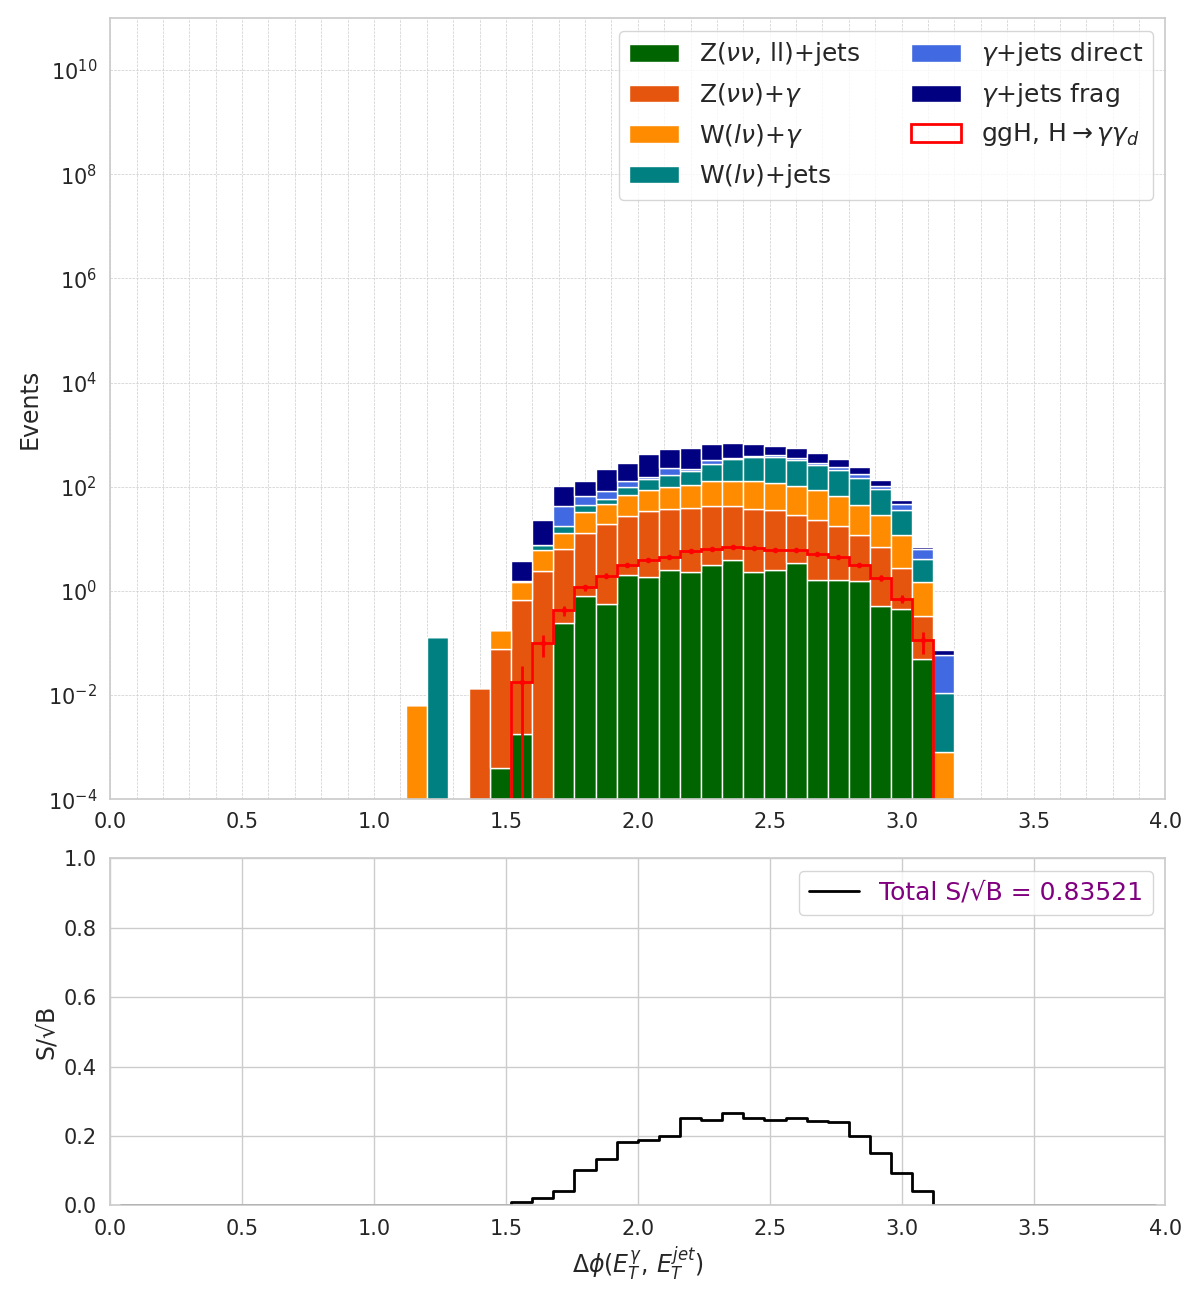 Z(νν, ll)+jets
Z(νν)+γ
W(lν)+γ
W(lν)+jets
γ+jets direct
γ+jets frag
ggH, H→γγ_d
10^10
10^8
10^6
10^4
10^2
10^0
10^−2
10^−4
Events
0.0 0.5 1.0 1.5 2.0 2.5 3.0 3.5 4.0
Total S/√B = 0.83521
1.0
0.8
0.6
0.4
0.2
0.0
S/√B
0.0 0.5 1.0 1.5 2.0 2.5 3.0 3.5 4.0
Δϕ(E_T^γ, E_T^jet)